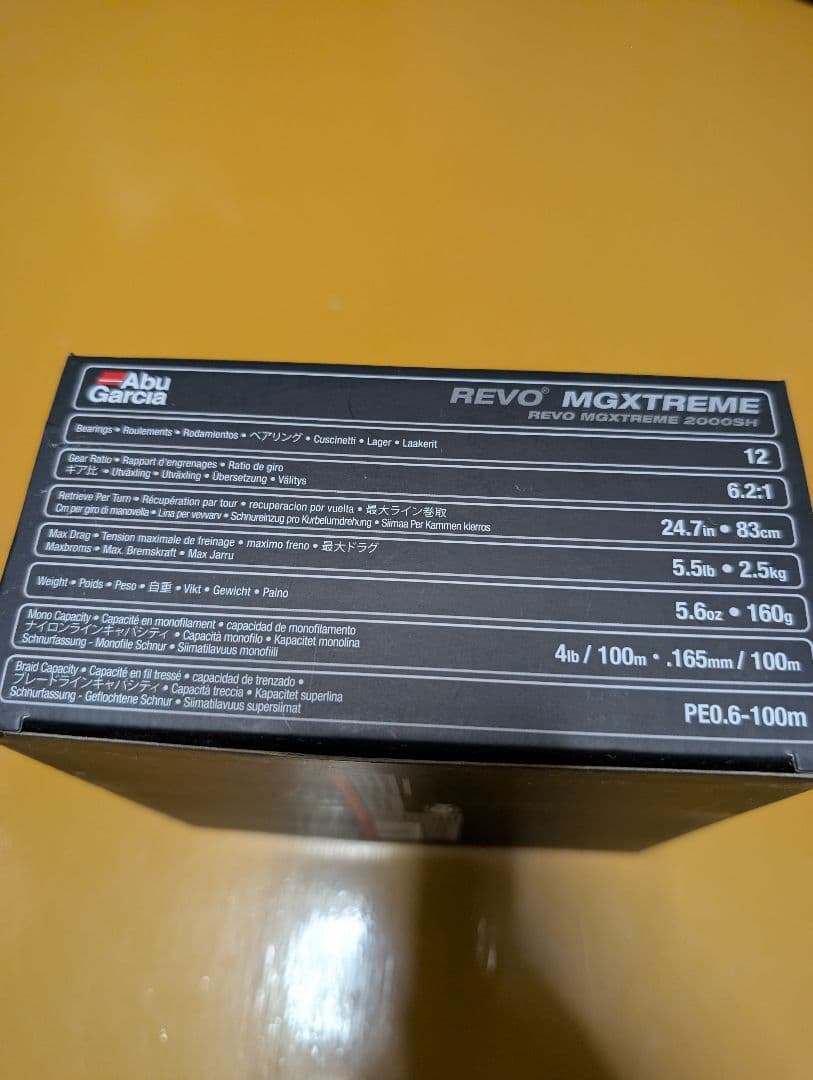 Abu
Garcia
REVO® MGXTREME
REVO MGXTREME 2000SH
Bearings • Roulements • Rodamientos • ベアリング • Cuscinetti • Lager • Laakerit
12
Gear Ratio • Rapport d'engrenages • Ratio de giro
ギア比 • Utväxling • Utväxling • Übersetzung • Välitys
6.2:1
Retrieve Per Turn • Récupération par tour • recuperacion por vuelta • 最大ライン巻取
Cm per giro di manovella • Lina per vevvarv • Schnureinzug pro Kurbelumdrehung • Siimaa Per Kammen kierros
24.7in • 83cm
Max Drag • Tension maximale de freinage • maximo freno • 最大ドラグ
Maxbroms • Max. Bremskraft • Max Jarru
5.5lb • 2.5kg
Weight • Poids • Peso • 自重 • Vikt • Gewicht • Paino
5.6oz • 160g
Mono Capacity • Capacité en monofilament • capacidad de monofilamento
ナイロンラインキャパシティ • Capacità monofilo • Kapacitet monolina
Schnurfassung - Monofile Schnur • Siimatilavuus monofiili
4lb / 100m • .165mm / 100m
Braid Capacity • Capacité en fil tressé • capacidad de trenzado •
ブレードラインキャパシティ • Capacità treccia • Kapacitet superlina
Schnurfassung - Geflochtene Schnur • Siimatilavuus supersiimat
PE0.6-100m